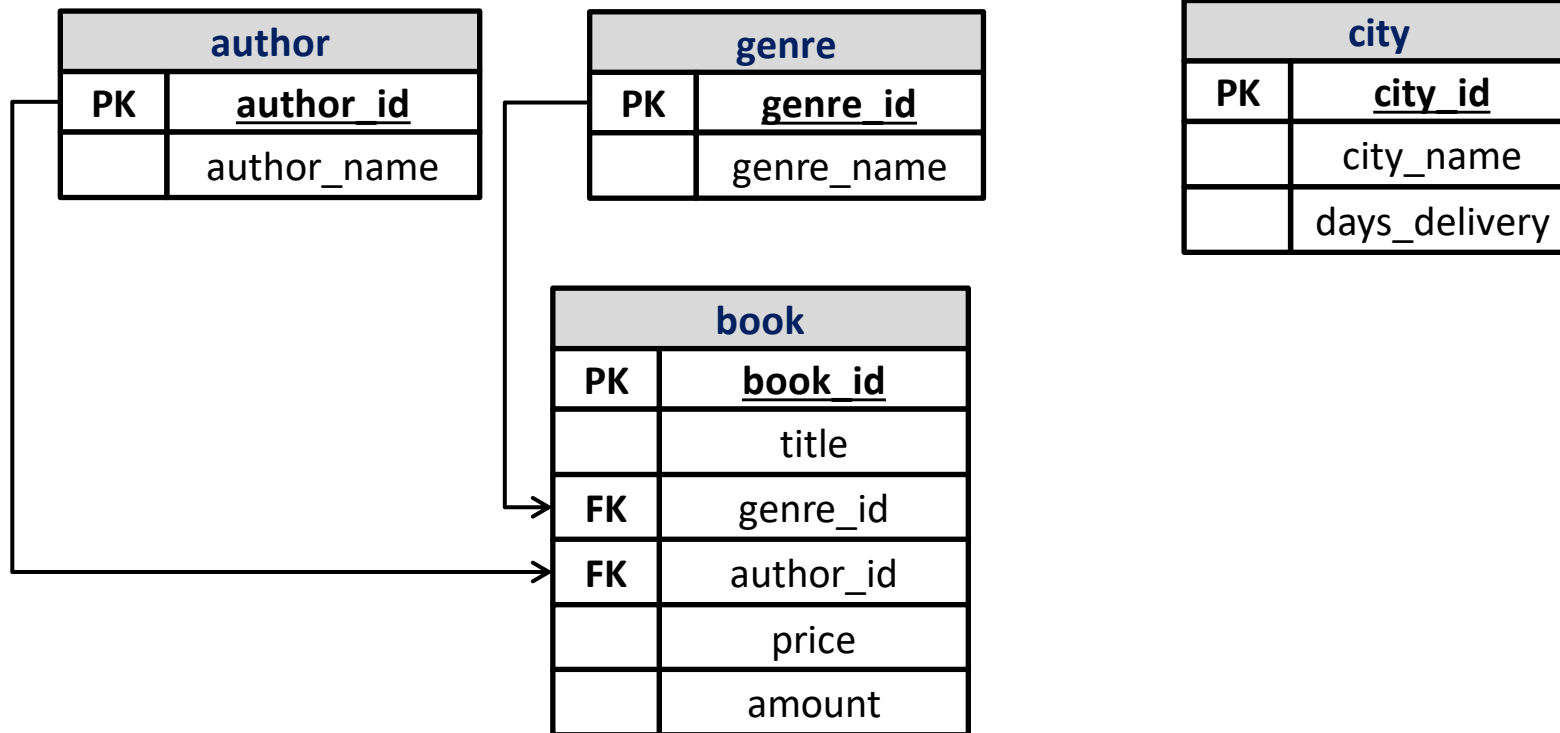 author
PK author_id
author_name
genre
PK genre_id
genre_name
city
PK city_id
city_name
days_delivery
book
PK book_id
title
FK genre_id
FK author_id
price
amount